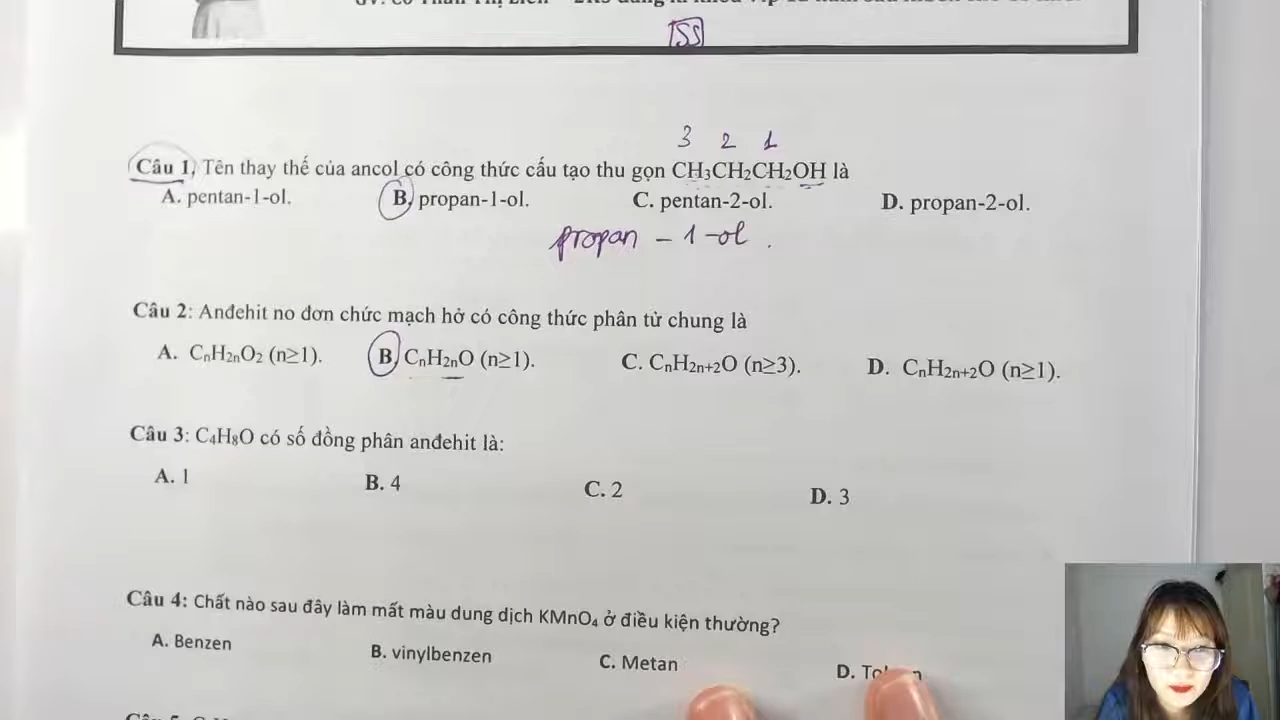 TSS
3 2 1
Câu 1, Tên thay thế của ancol có công thức cấu tạo thu gọn CH₃CH₂CH₂OH là
A. pentan-1-ol. B, propan-1-ol. C. pentan-2-ol. D. propan-2-ol.
propan - 1 - ol .
Câu 2: Anđehit no đơn chức mạch hở có công thức phân tử chung là
A. CₙH₂ₙO₂ (n≥1). B, CₙH₂ₙO (n≥1). C. CₙH₂ₙ₊₂O (n≥3). D. CₙH₂ₙ₊₂O (n≥1).
Câu 3: C₄H₈O có số đồng phân anđehit là:
A. 1 B. 4 C. 2 D. 3
Câu 4: Chất nào sau đây làm mất màu dung dịch KMnO₄ ở điều kiện thường?
A. Benzen B. vinylbenzen C. Metan D.